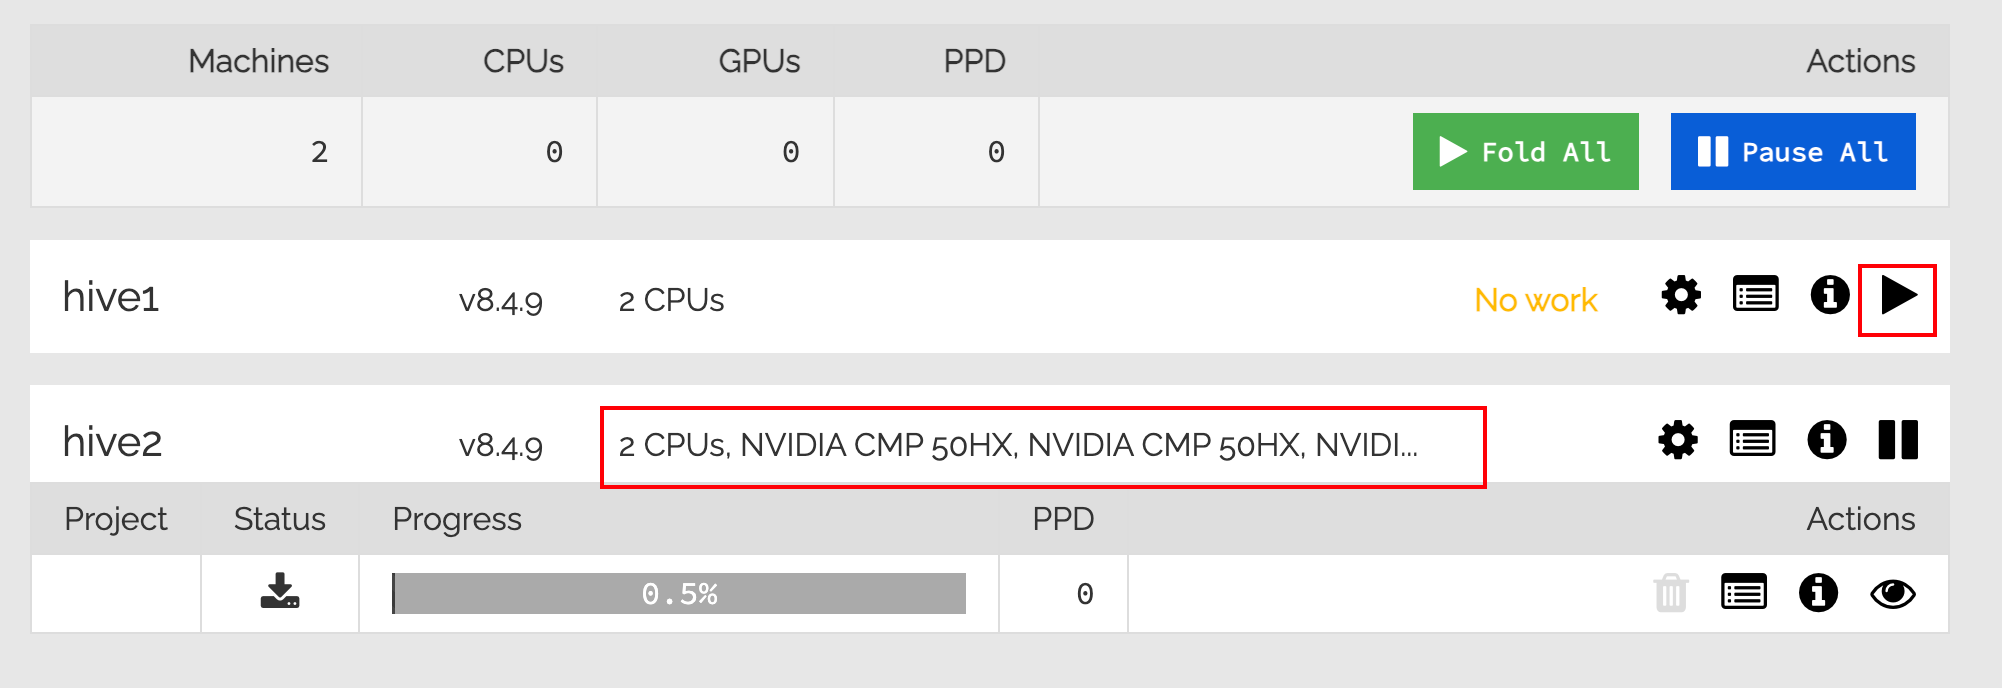 Machines CPUs GPUs PPD Actions
2 0 0 0 Fold All Pause All
hive1 v8.4.9 2 CPUs No work
hive2 v8.4.9 2 CPUs, NVIDIA CMP 50HX, NVIDIA CMP 50HX, NVIDI...
Project Status Progress PPD Actions
0.5% 0